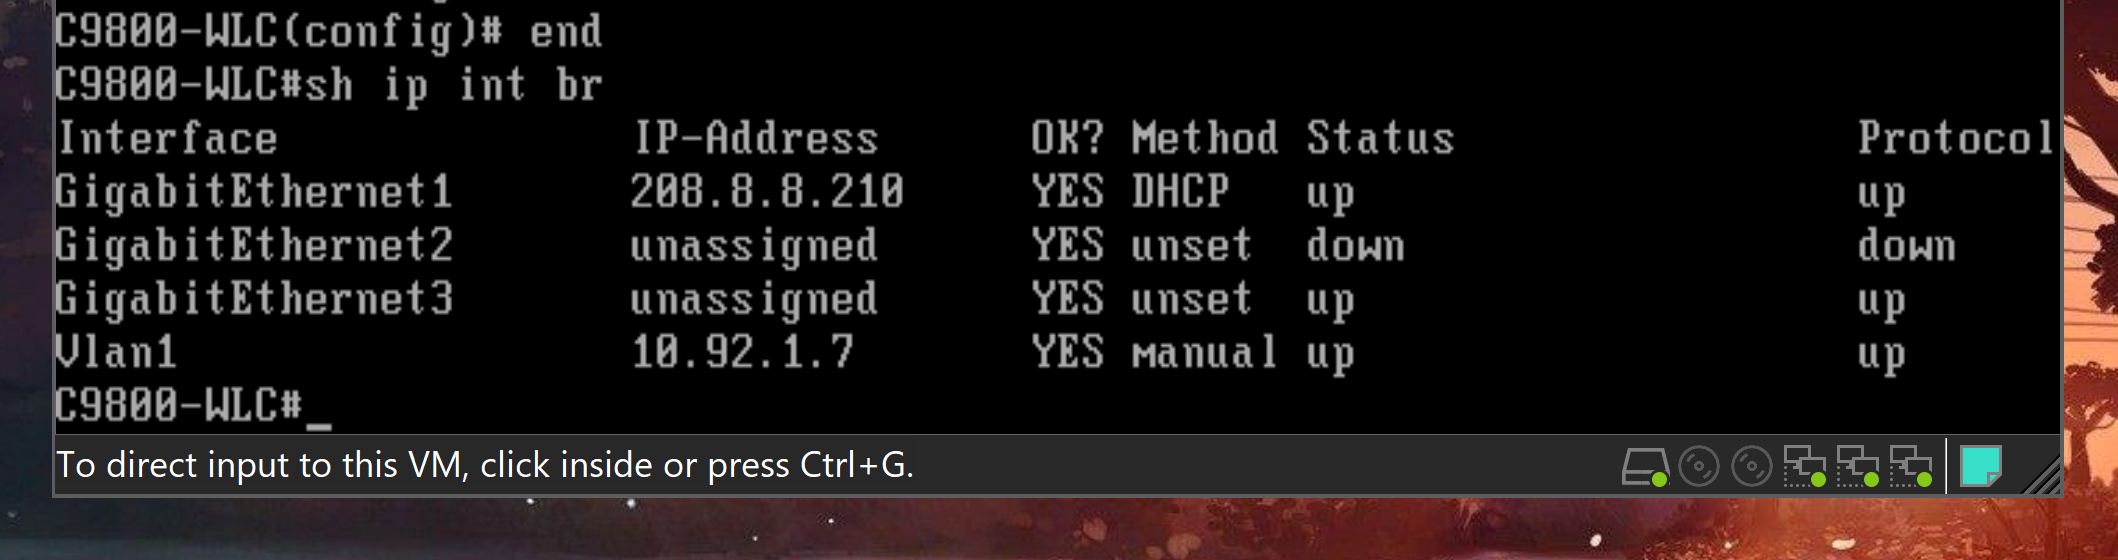 C9800-WLC(config)# end
C9800-WLC#sh ip int br
Interface IP-Address OK? Method Status Protocol
GigabitEthernet1 208.8.8.210 YES DHCP up up
GigabitEthernet2 unassigned YES unset down down
GigabitEthernet3 unassigned YES unset up up
Vlan1 10.92.1.7 YES manual up up
C9800-WLC#_
To direct input to this VM, click inside or press Ctrl+G.